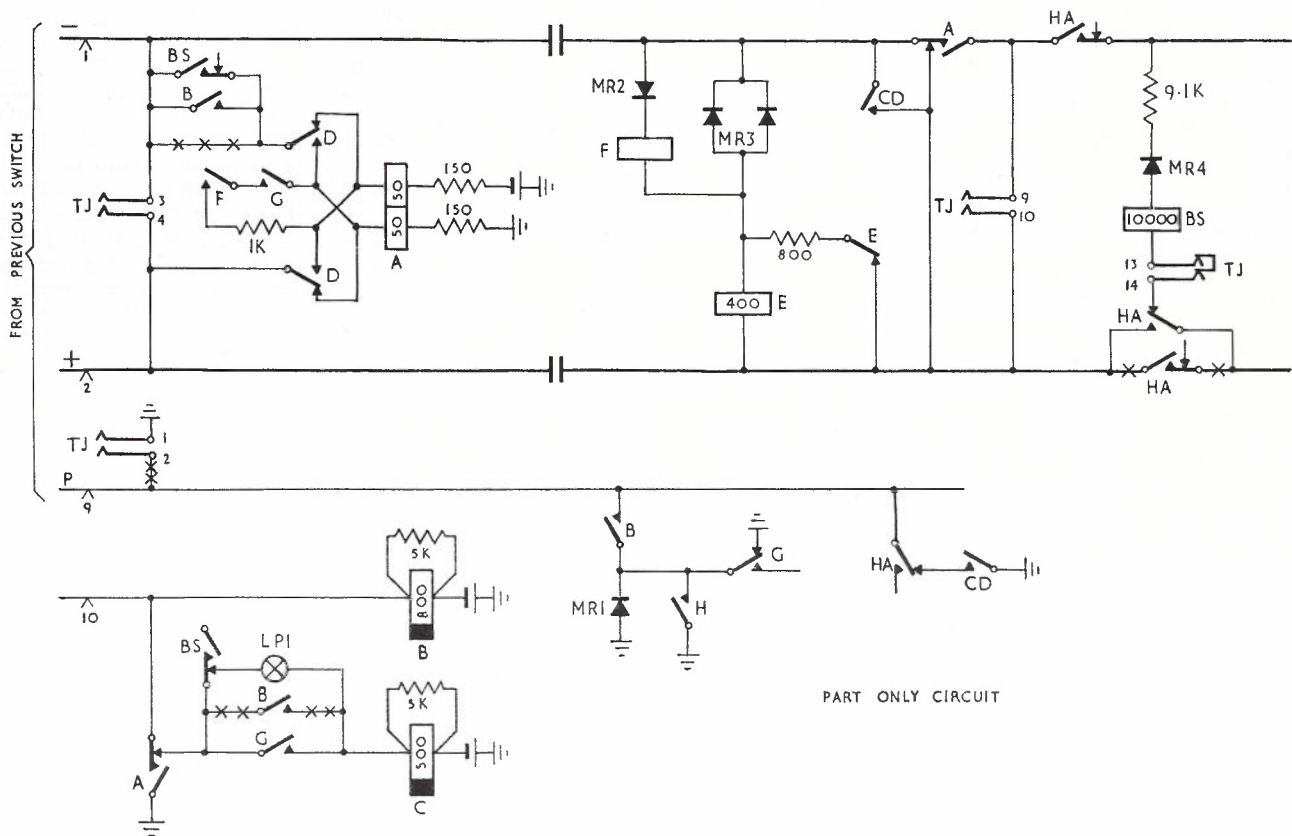 FROM PREVIOUS SWITCH
−
1
BS
B
D
TJ
3
4
F
G
1K
D
50
50
A
150
150
+
2
MR2
F
MR3
400
E
800
E
CD
A
TJ
9
10
HA
9·1K
MR4
10000
BS
13
14
TJ
HA
HA
TJ
1
2
P
9
10
5K
800
B
BS
LP1
B
G
A
5K
500
C
B
MR1
H
G
HA
CD
PART ONLY CIRCUIT